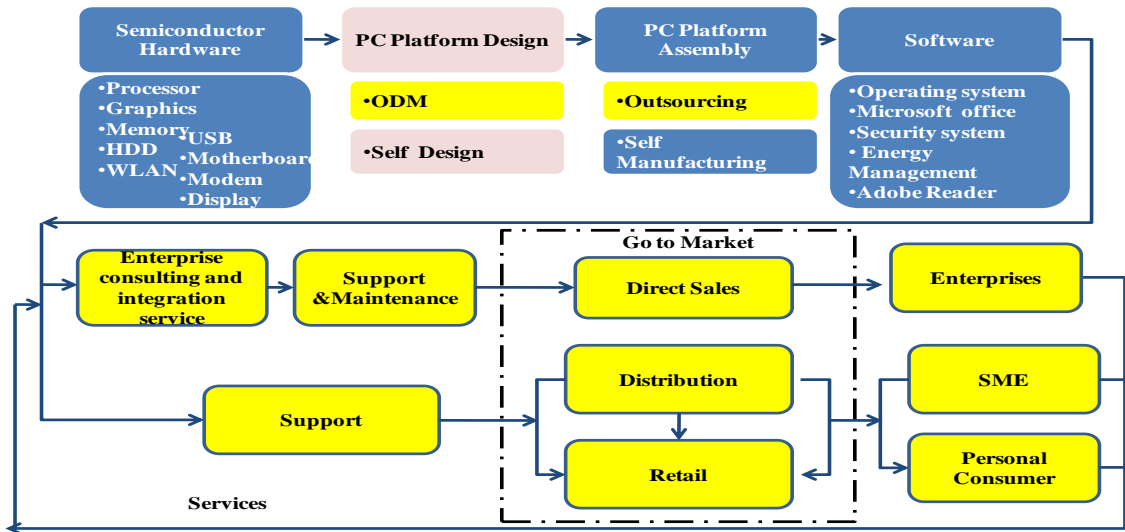 Semiconductor
Hardware
PC Platform Design
PC Platform
Assembly
Software
•Processor
•Graphics
•Memory
•HDD
•WLAN
•USB
•Motherboard
•Modem
•Display
•ODM
•Self Design
•Outsourcing
•Self
Manufacturing
•Operating system
•Microsoft office
•Security system
• Energy
Management
•Adobe Reader
Enterprise
consulting and
integration
service
Support
&Maintenance
Go to Market
Direct Sales
Enterprises
Support
Distribution
Retail
SME
Personal
Consumer
Services